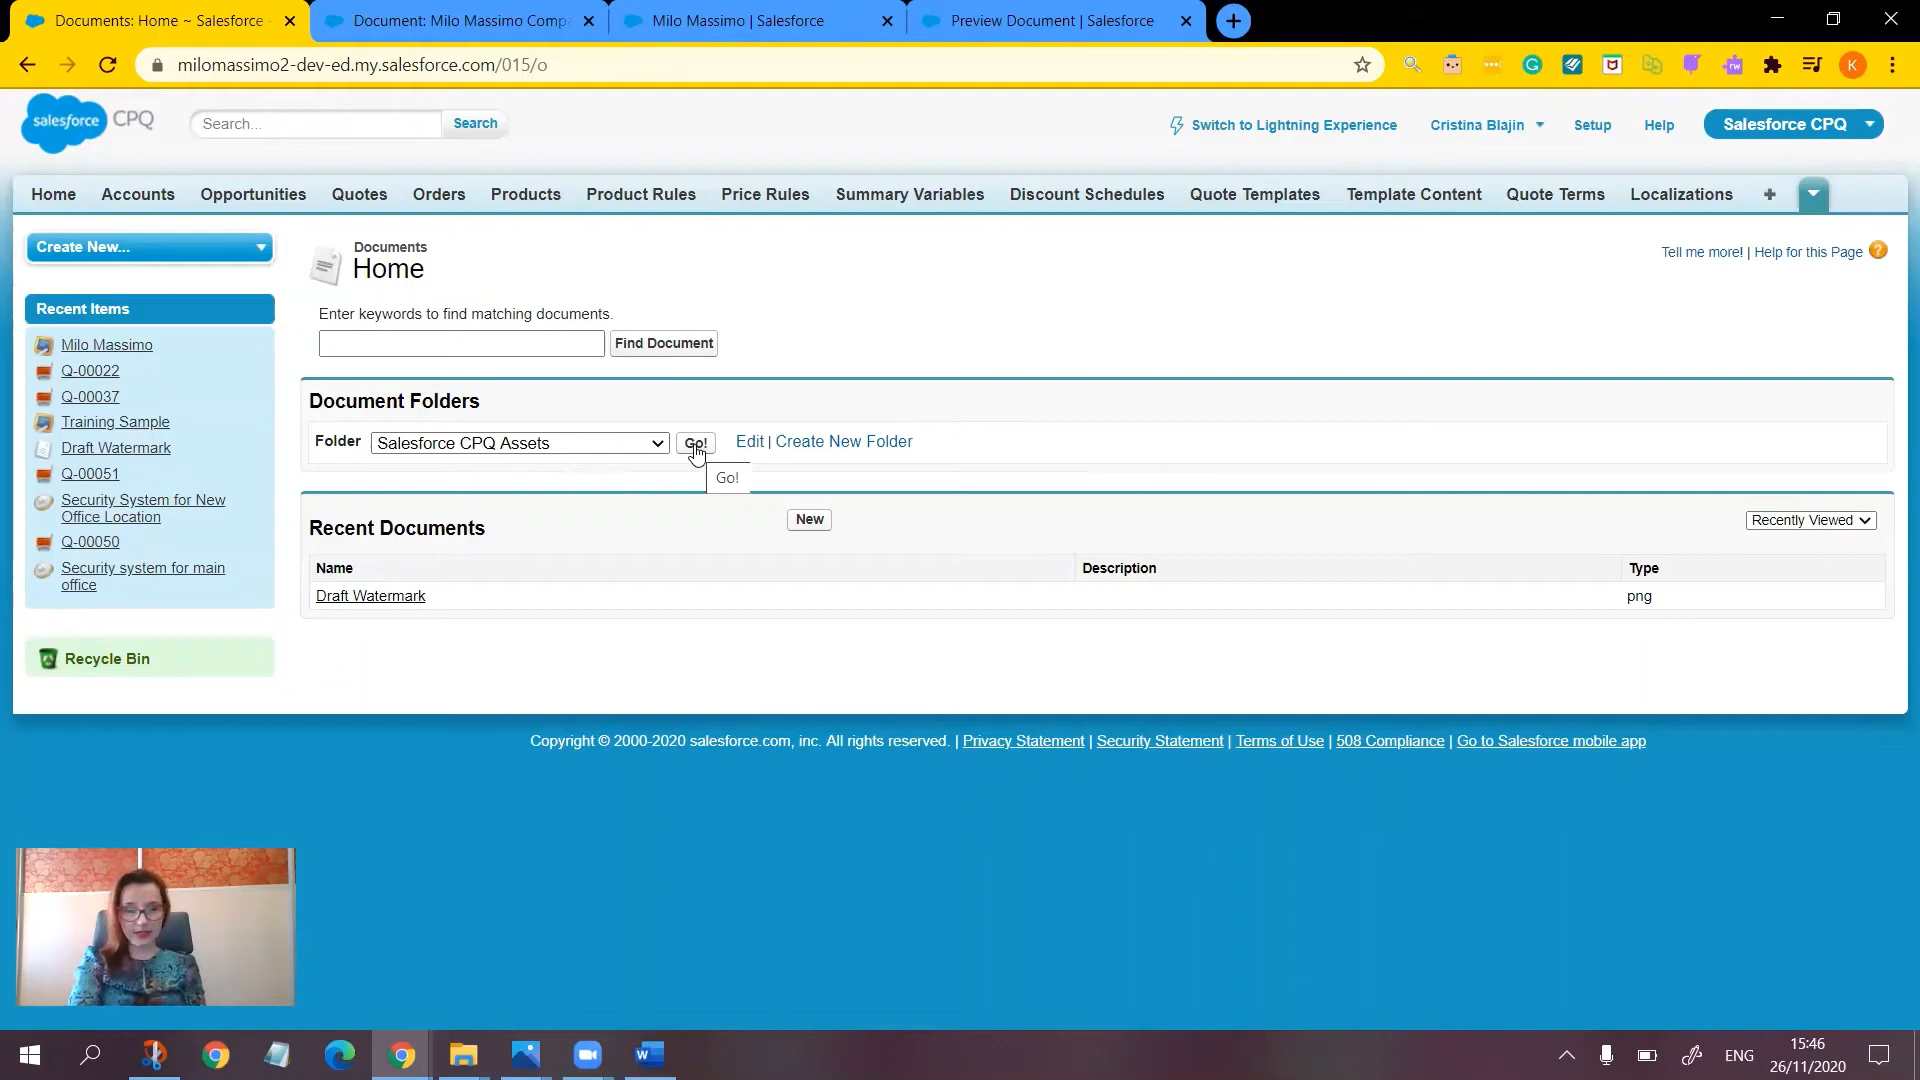 Documents: Home ~ Salesforce -
Document: Milo Massimo Comp
Milo Massimo | Salesforce
Preview Document | Salesforce
milomassimo2-dev-ed.my.salesforce.com/015/o
K
salesforce CPQ
Search...
Search
Switch to Lightning Experience
Cristina Blajin
Setup
Help
Salesforce CPQ
Home
Accounts
Opportunities
Quotes
Orders
Products
Product Rules
Price Rules
Summary Variables
Discount Schedules
Quote Templates
Template Content
Quote Terms
Localizations
Create New...
Documents
Home
Tell me more! | Help for this Page
Recent Items
Milo Massimo
Q-00022
Q-00037
Training Sample
Draft Watermark
Q-00051
Security System for New
Office Location
Q-00050
Security system for main
office
Recycle Bin
Enter keywords to find matching documents.
Find Document
Document Folders
Folder
Salesforce CPQ Assets
Go!
Edit | Create New Folder
Go!
Recent Documents
New
Recently Viewed
Name
Description
Type
Draft Watermark
png
Copyright © 2000-2020 salesforce.com, inc. All rights reserved. | Privacy Statement | Security Statement | Terms of Use | 508 Compliance | Go to Salesforce mobile app
ENG
15:46
26/11/2020